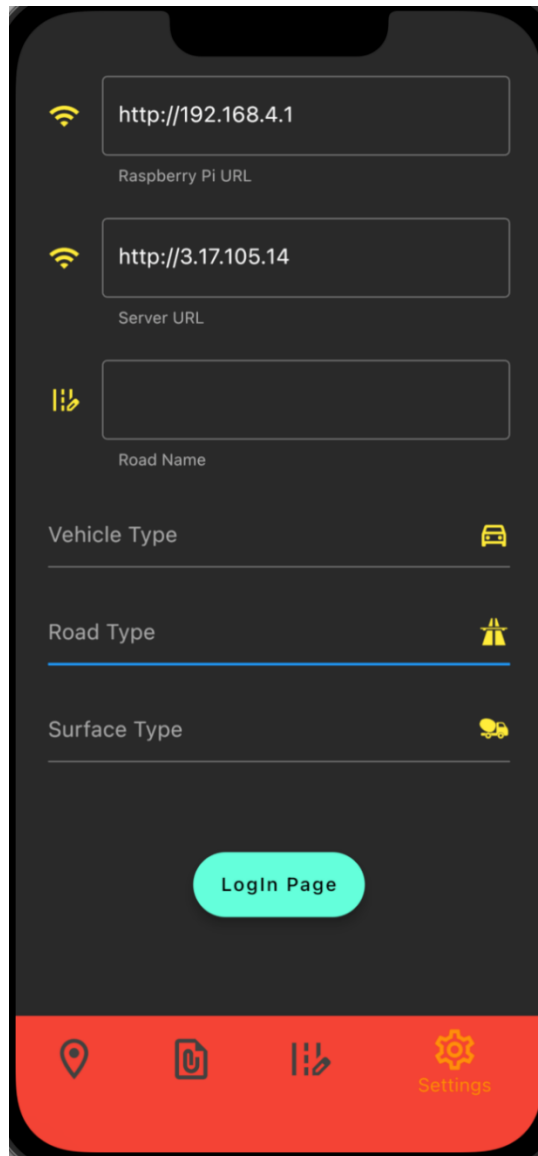 http://192.168.4.1
Raspberry Pi URL
http://3.17.105.14
Server URL
Road Name
Vehicle Type
Road Type
Surface Type
LogIn Page
Settings